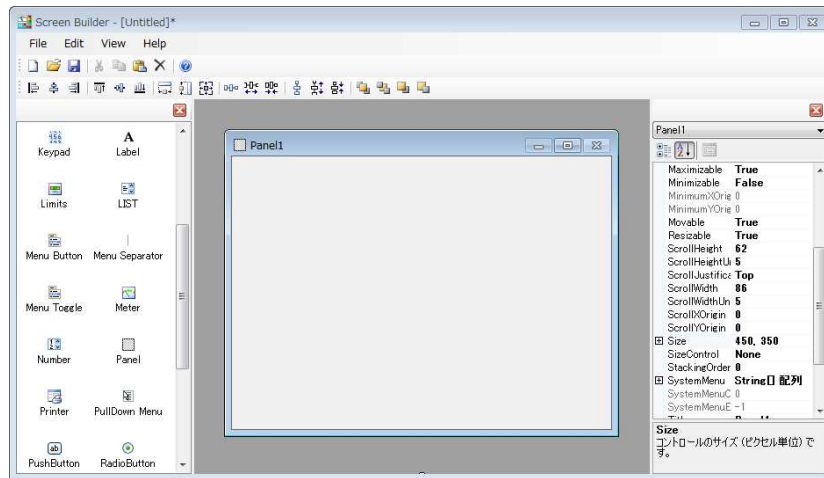 Screen Builder - [Untitled]*
File Edit View Help
Keypad
Label
Limits
LIST
Menu Button
Menu Separator
Menu Toggle
Meter
Number
Panel
Printer
PullDown Menu
PushButton
RadioButton
Panel1
Panel1
Maximizable True
Minimizable False
MinimumXOrig 0
MinimumYOrig 0
Movable True
Resizable True
ScrollHeight 62
ScrollHeightUn 5
ScrollJustifica Top
ScrollWidth 86
ScrollWidthUn 5
ScrollXOrigin 0
ScrollYOrigin 0
Size 450, 350
SizeControl None
StackingOrder 0
SystemMenu String[] 配列
SystemMenuC 0
SystemMenuE -1
Size
コントロールのサイズ (ピクセル単位) で
す。